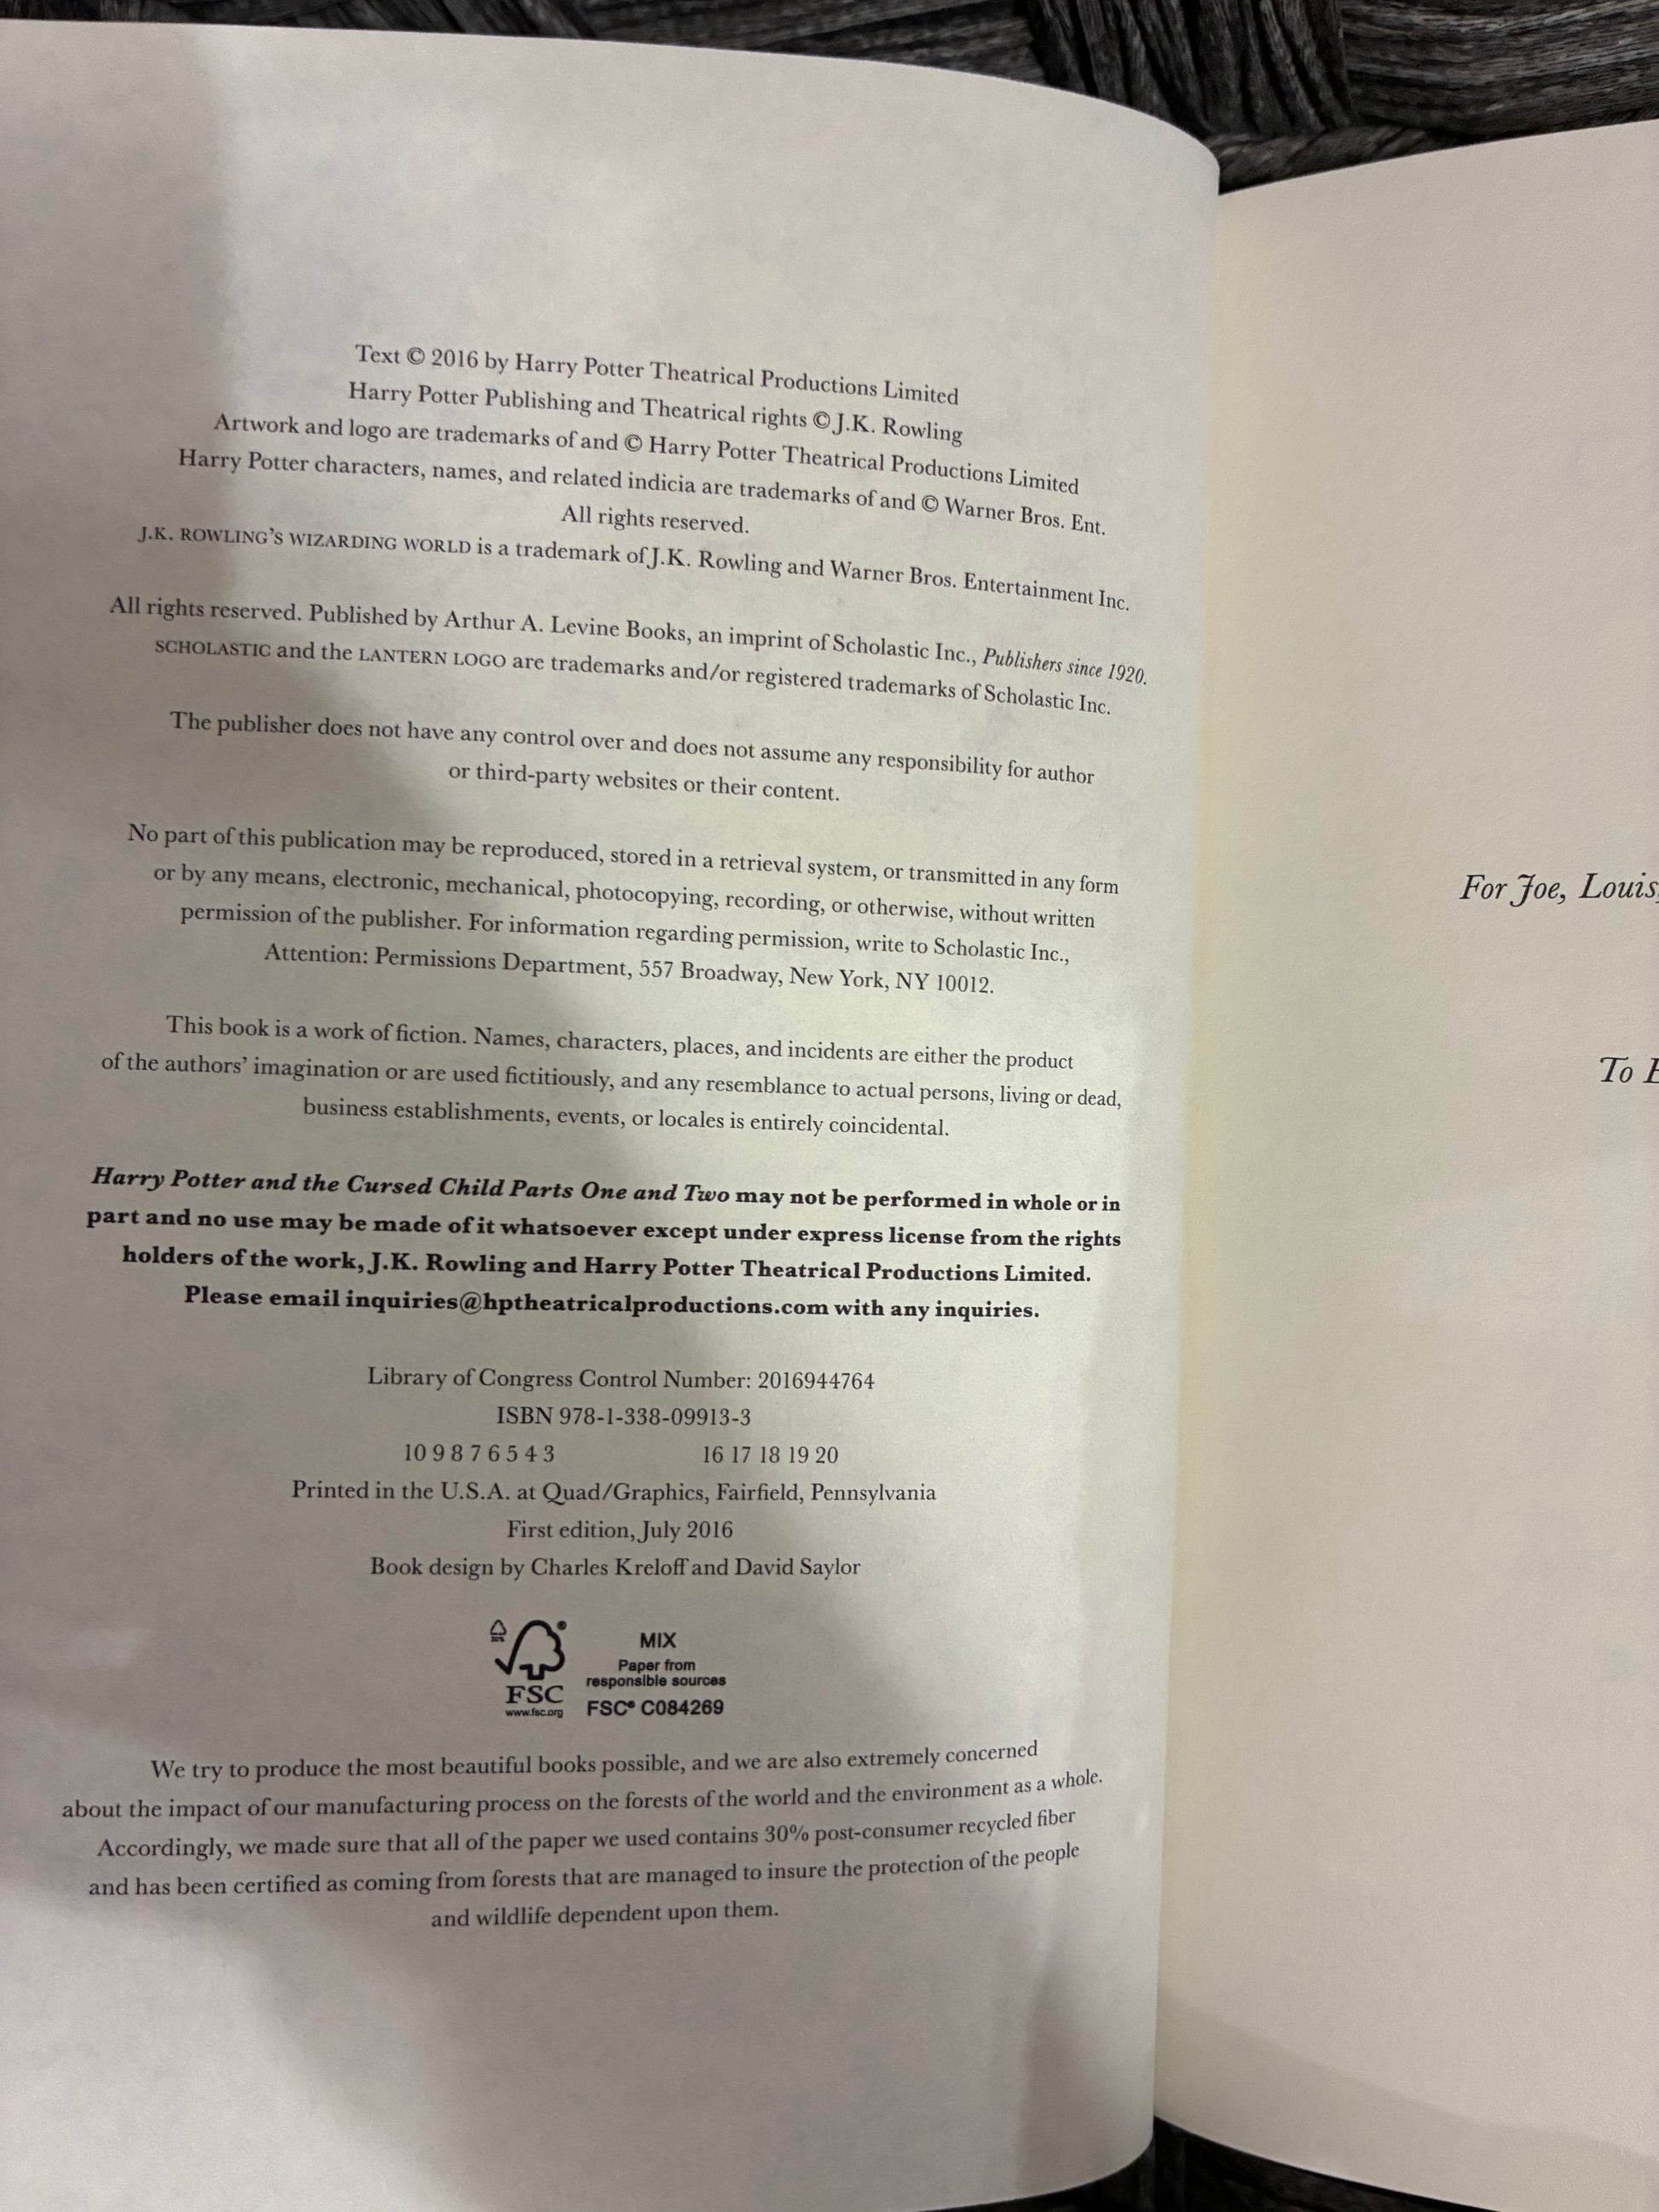 Text © 2016 by Harry Potter Theatrical Productions Limited
Harry Potter Publishing and Theatrical rights © J.K. Rowling
Artwork and logo are trademarks of and © Harry Potter Theatrical Productions Limited
Harry Potter characters, names, and related indicia are trademarks of and © Warner Bros. Ent.
All rights reserved.
J.K. ROWLING'S WIZARDING WORLD is a trademark of J.K. Rowling and Warner Bros. Entertainment Inc.
All rights reserved. Published by Arthur A. Levine Books, an imprint of Scholastic Inc., Publishers since 1920.
SCHOLASTIC and the LANTERN LOGO are trademarks and/or registered trademarks of Scholastic Inc.
The publisher does not have any control over and does not assume any responsibility for author
or third-party websites or their content.
No part of this publication may be reproduced, stored in a retrieval system, or transmitted in any form
or by any means, electronic, mechanical, photocopying, recording, or otherwise, without written
permission of the publisher. For information regarding permission, write to Scholastic Inc.,
Attention: Permissions Department, 557 Broadway, New York, NY 10012.
This book is a work of fiction. Names, characters, places, and incidents are either the product
of the authors' imagination or are used fictitiously, and any resemblance to actual persons, living or dead,
business establishments, events, or locales is entirely coincidental.
Harry Potter and the Cursed Child Parts One and Two may not be performed in whole or in
part and no use may be made of it whatsoever except under express license from the rights
holders of the work, J.K. Rowling and Harry Potter Theatrical Productions Limited.
Please email inquiries@hptheatricalproductions.com with any inquiries.
Library of Congress Control Number: 2016944764
ISBN 978-1-338-09913-3
10 9 8 7 6 5 4 3 16 17 18 19 20
Printed in the U.S.A. at Quad/Graphics, Fairfield, Pennsylvania
First edition, July 2016
Book design by Charles Kreloff and David Saylor
FSC
www.fsc.org
MIX
Paper from
responsible sources
FSC® C084269
We try to produce the most beautiful books possible, and we are also extremely concerned
about the impact of our manufacturing process on the forests of the world and the environment as a whole.
Accordingly, we made sure that all of the paper we used contains 30% post-consumer recycled fiber
and has been certified as coming from forests that are managed to insure the protection of the people
and wildlife dependent upon them.
For Joe, Louis,
To